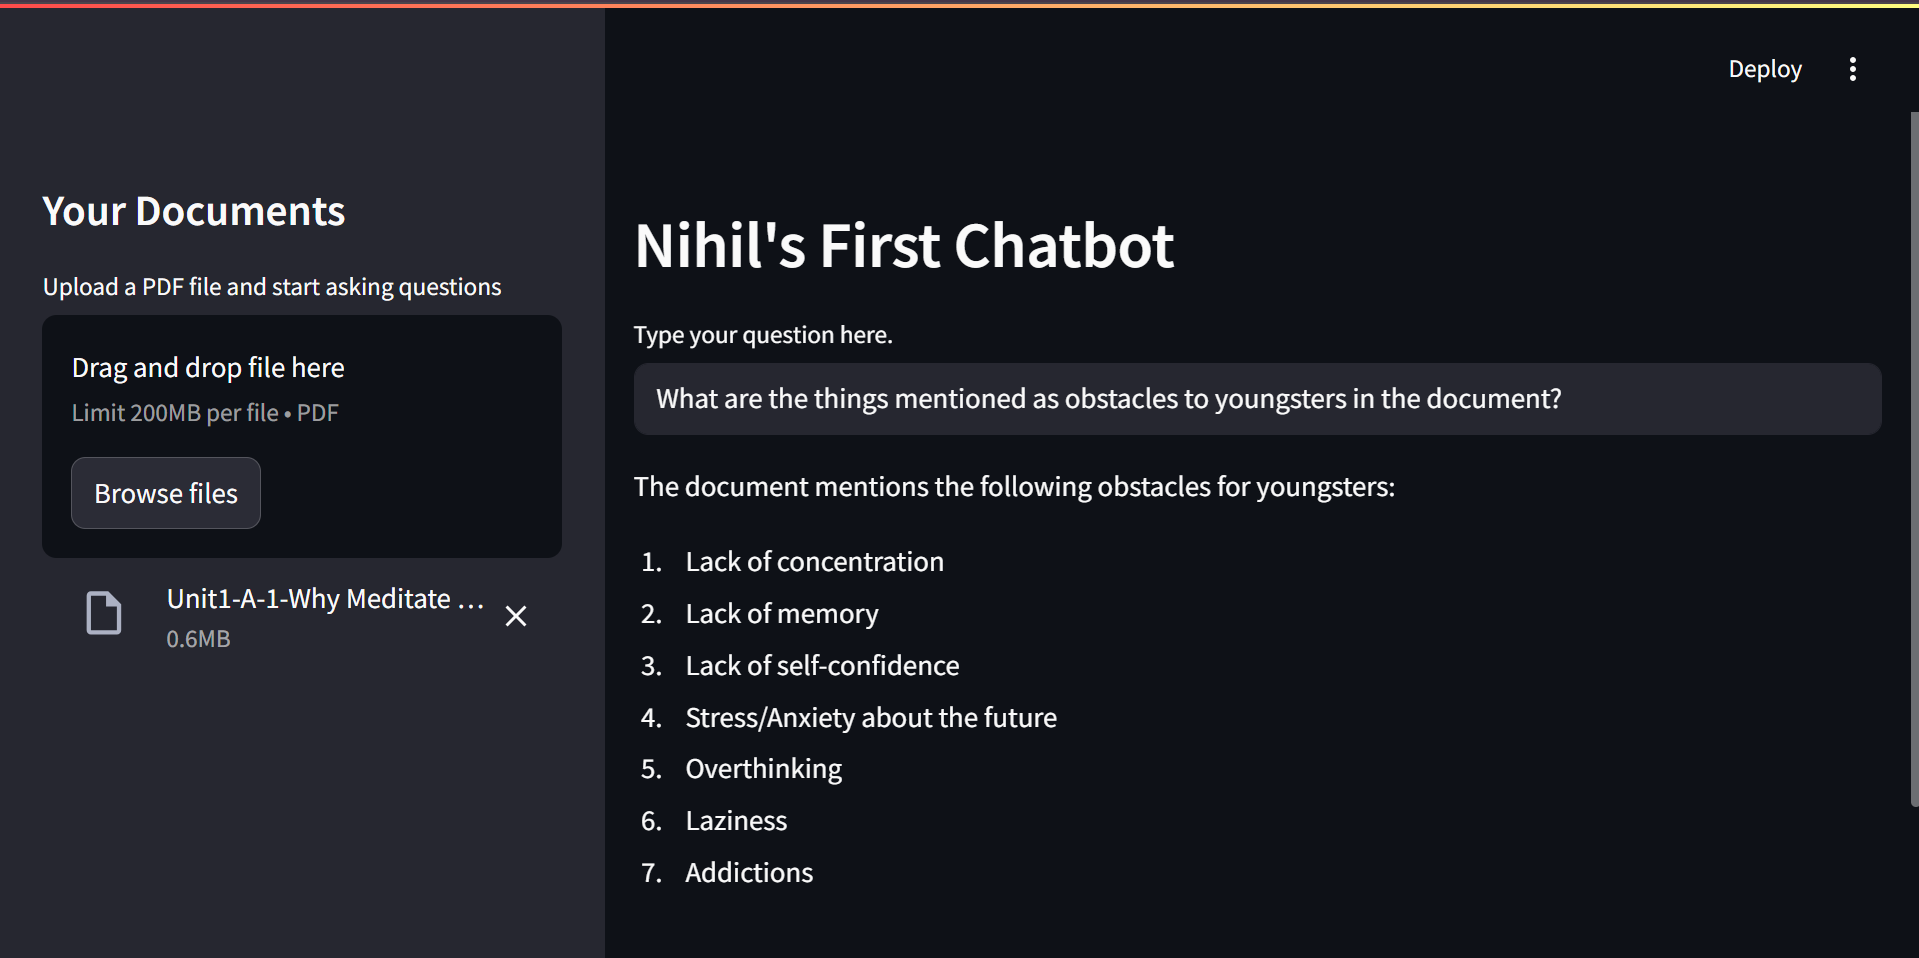 Deploy
Your Documents
Upload a PDF file and start asking questions
Drag and drop file here
Limit 200MB per file • PDF
Browse files
Unit1-A-1-Why Meditate ...
0.6MB
Nihil's First Chatbot
Type your question here.
What are the things mentioned as obstacles to youngsters in the document?
The document mentions the following obstacles for youngsters:
1. Lack of concentration
2. Lack of memory
3. Lack of self-confidence
4. Stress/Anxiety about the future
5. Overthinking
6. Laziness
7. Addictions